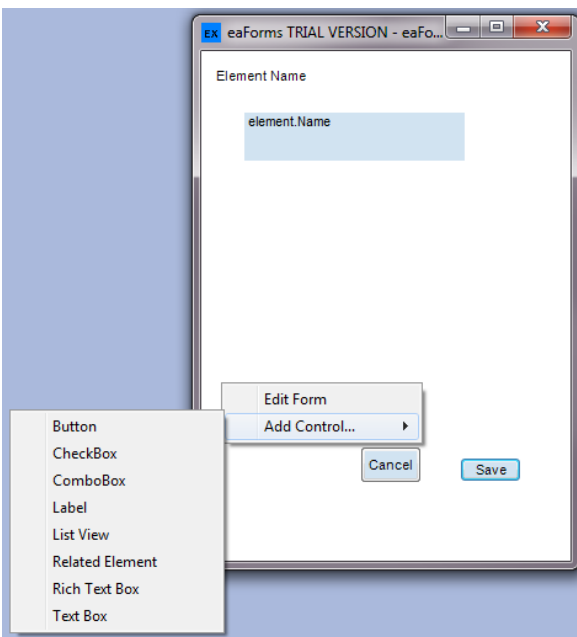 EX eaForms TRIAL VERSION - eaFo...
Element Name
element.Name
Edit Form
Add Control...
Button
CheckBox
ComboBox
Label
List View
Related Element
Rich Text Box
Text Box
Cancel
Save